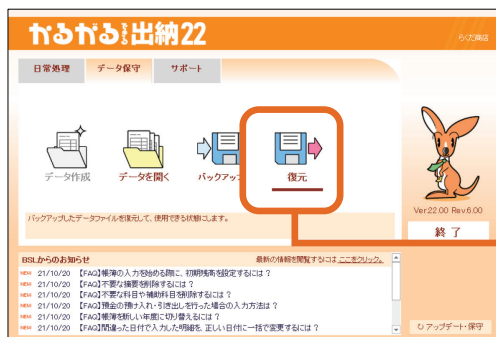 かるがるできる出納22
らくだ商店
日常処理 データ保守 サポート
データ作成 データを開く バックアップ 復元
バックアップしたデータファイルを復元して、使用できる状態にします。
Ver.22.00 Rev.6.00
終了
BSLからのお知らせ 最新の情報を閲覧するには ここをクリック。
NEW 21/10/20 【FAQ】帳簿の入力を始める際に、初期残高を設定するには？
NEW 21/10/20 【FAQ】不要な摘要を削除するには？
NEW 21/10/20 【FAQ】不要な科目や補助科目を削除するには？
NEW 21/10/20 【FAQ】預金の預け入れ・引き出しを行った場合の入力方法は？
NEW 21/10/20 【FAQ】帳簿を新しい年度に切り替えるには？
NEW 21/10/20 【FAQ】間違った日付で入力した明細を、正しい日付に一括で変更するには？
アップデート・保守